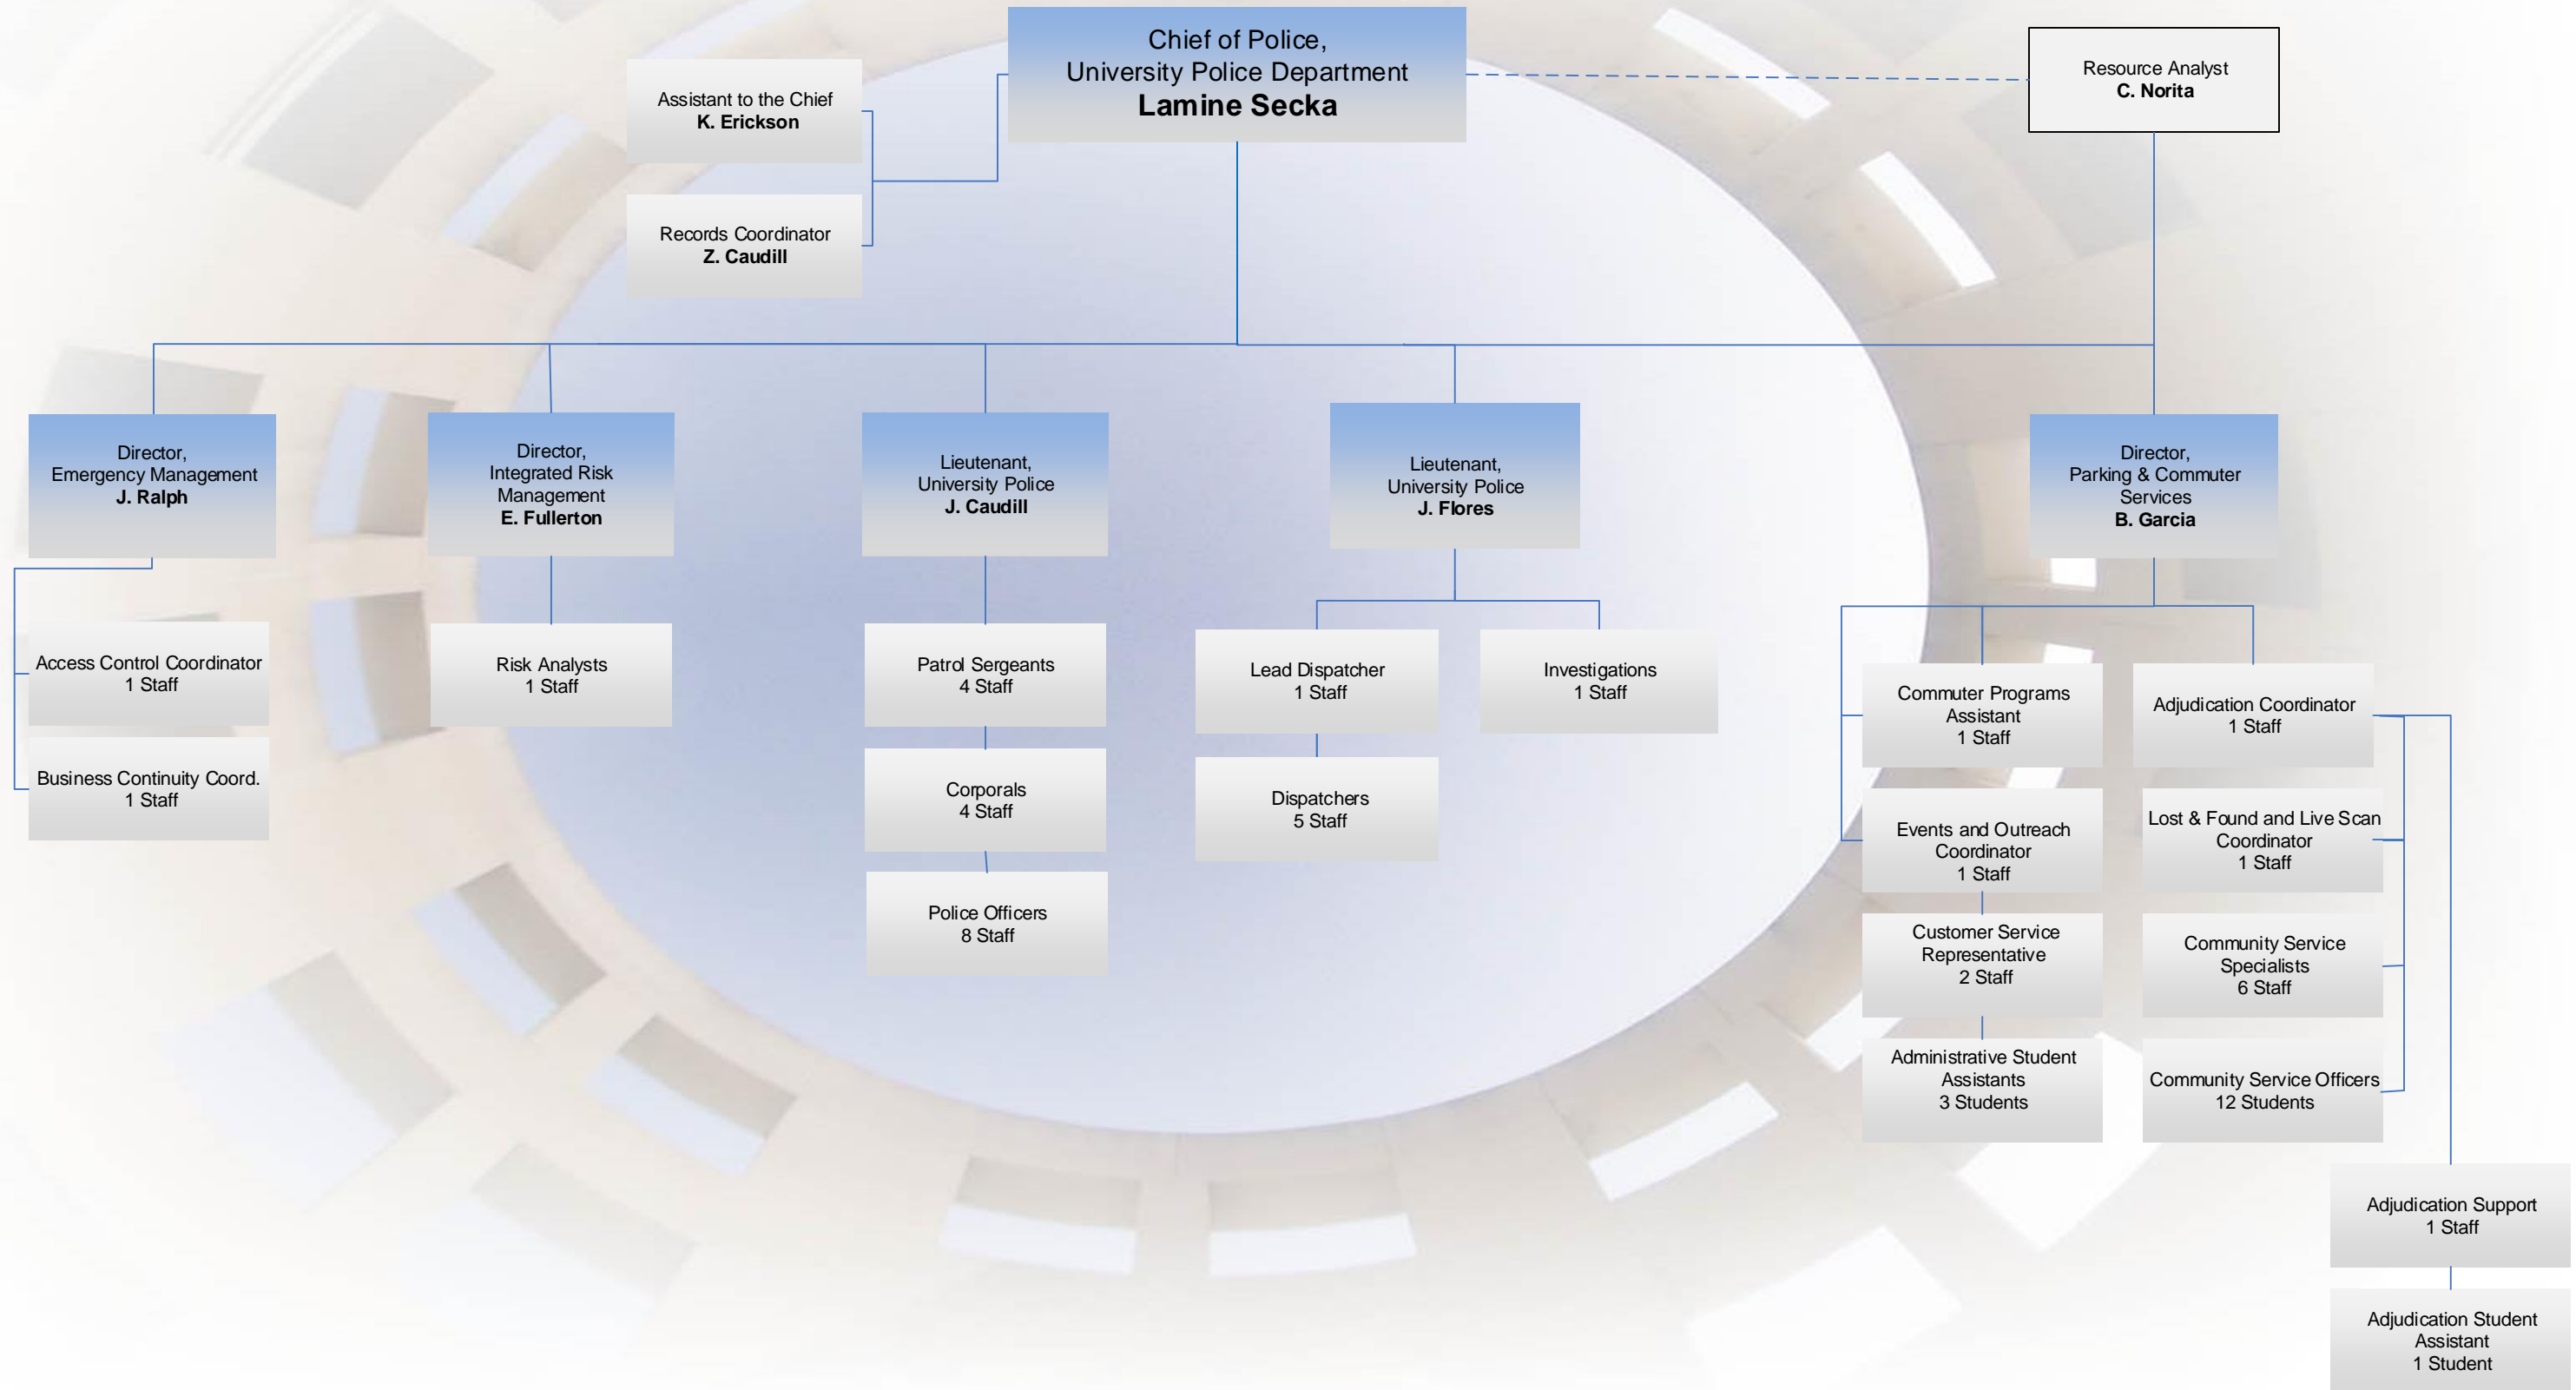 Chief of Police,
University Police Department
Lamine Secka
Resource Analyst
C. Norita
Assistant to the Chief
K. Erickson
Records Coordinator
Z. Caudill
Director,
Emergency Management
J. Ralph
Director,
Integrated Risk
Management
E. Fullerton
Lieutenant,
University Police
J. Caudill
Lieutenant,
University Police
J. Flores
Director,
Parking & Commuter
Services
B. Garcia
Access Control Coordinator
1 Staff
Business Continuity Coord.
1 Staff
Risk Analysts
1 Staff
Patrol Sergeants
4 Staff
Corporals
4 Staff
Police Officers
8 Staff
Lead Dispatcher
1 Staff
Dispatchers
5 Staff
Investigations
1 Staff
Commuter Programs
Assistant
1 Staff
Events and Outreach
Coordinator
1 Staff
Customer Service
Representative
2 Staff
Administrative Student
Assistants
3 Students
Adjudication Coordinator
1 Staff
Lost & Found and Live Scan
Coordinator
1 Staff
Community Service
Specialists
6 Staff
Community Service Officers
12 Students
Adjudication Support
1 Staff
Adjudication Student
Assistant
1 Student